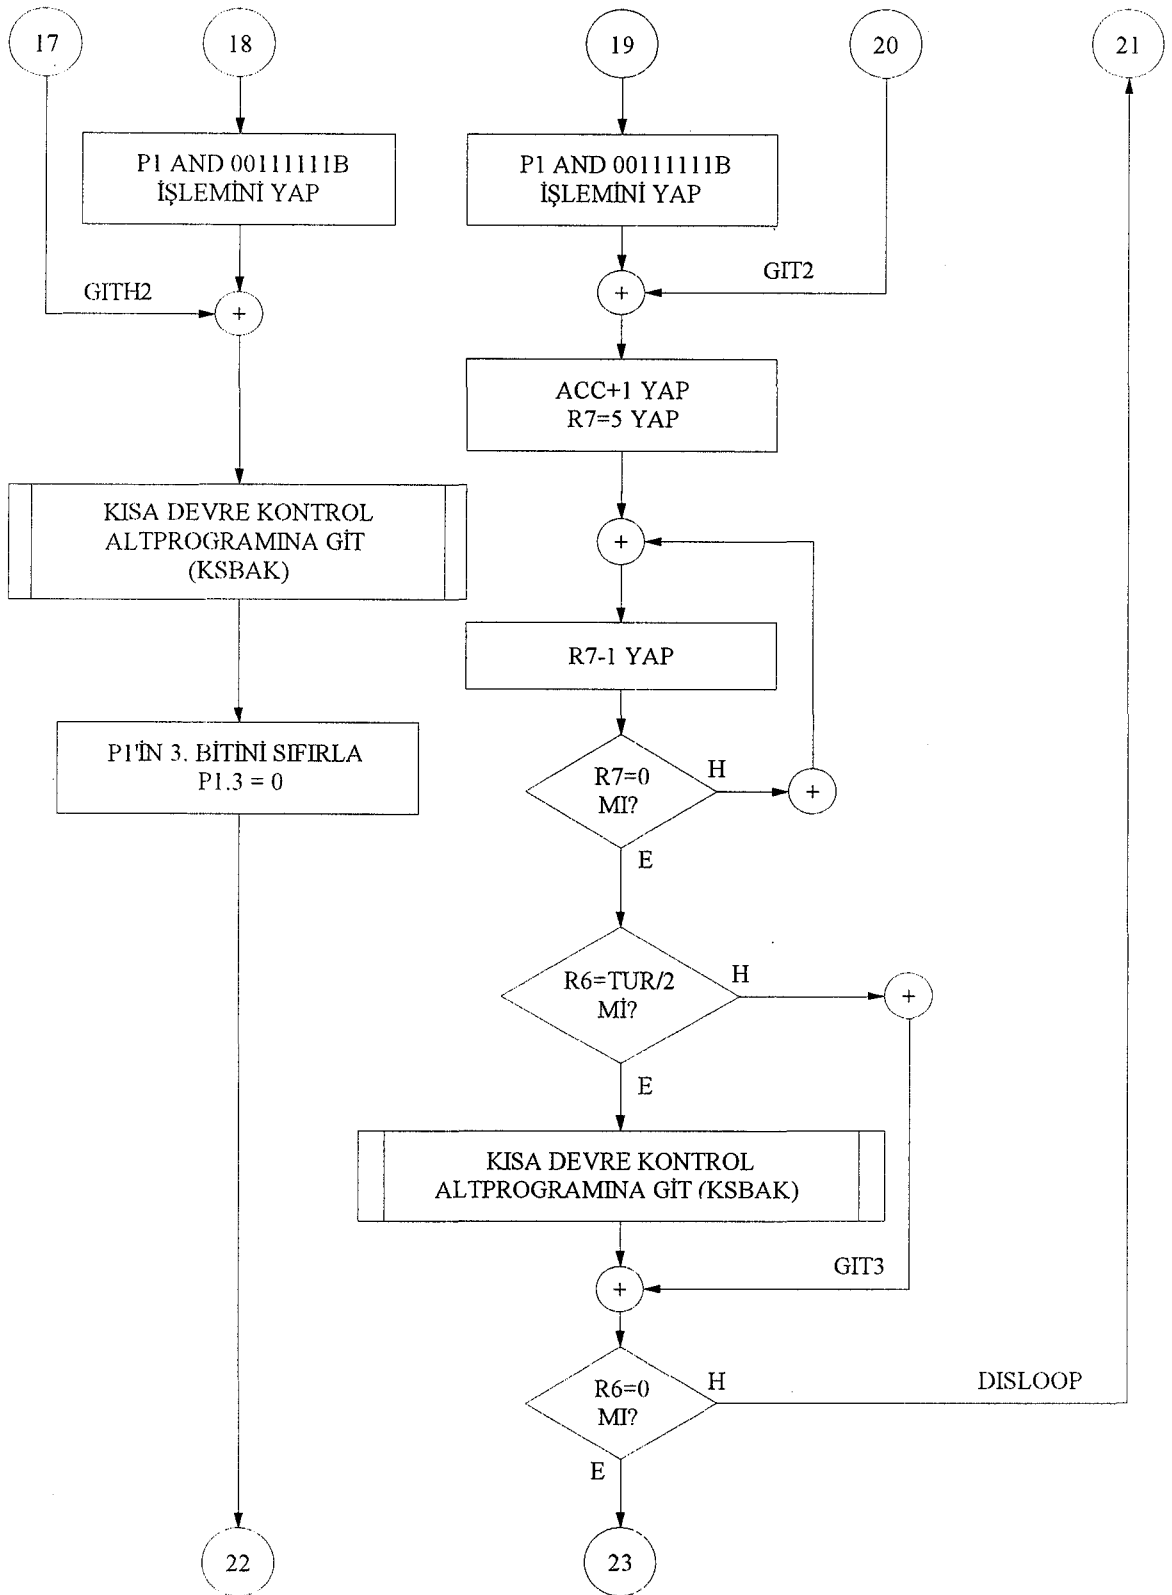 17
18
19
20
21
P1 AND 00111111B
İŞLEMİNİ YAP
P1 AND 00111111B
İŞLEMİNİ YAP
GITH2
+
GIT2
+
ACC+1 YAP
R7=5 YAP
KISA DEVRE KONTROL
ALTPROGRAMINA GİT
(KSBAK)
+
R7-1 YAP
P1'İN 3. BİTİNİ SIFIRLA
P1.3 = 0
R7=0
MI?
H
+
E
R6=TUR/2
Mİ?
H
+
E
KISA DEVRE KONTROL
ALTPROGRAMINA GİT (KSBAK)
GIT3
+
R6=0
MI?
H
DISLOOP
E
22
23